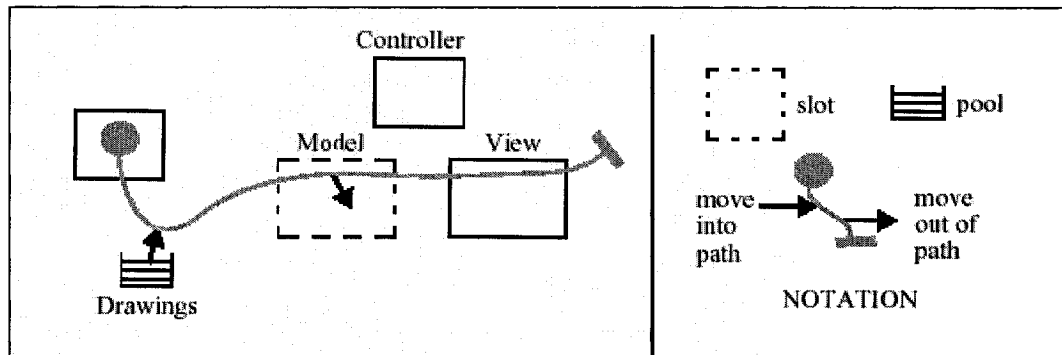 Controller
Model
View
Drawings
slot
pool
move
into
path
move
out of
path
NOTATION